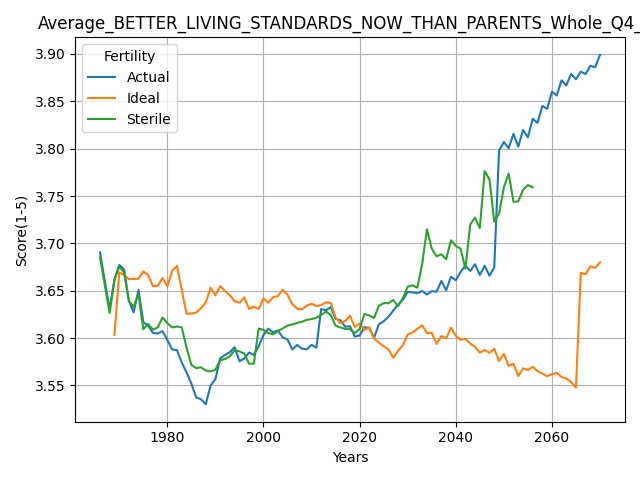 Average_BETTER_LIVING_STANDARDS_NOW_THAN_PARENTS_Whole_Q4_
3.90
3.85
3.80
3.75
3.70
3.65
3.60
3.55
Score(1-5)
Fertility
Actual
Ideal
Sterile
1980 2000 2020 2040 2060
Years